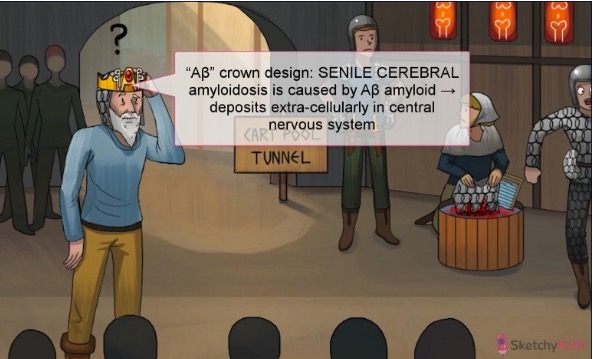 ?
"Aβ" crown design: SENILE CEREBRAL
amyloidosis is caused by Aβ amyloid →
deposits extra-cellularly in central
nervous system
CART POOL
TUNNEL
Sketchy